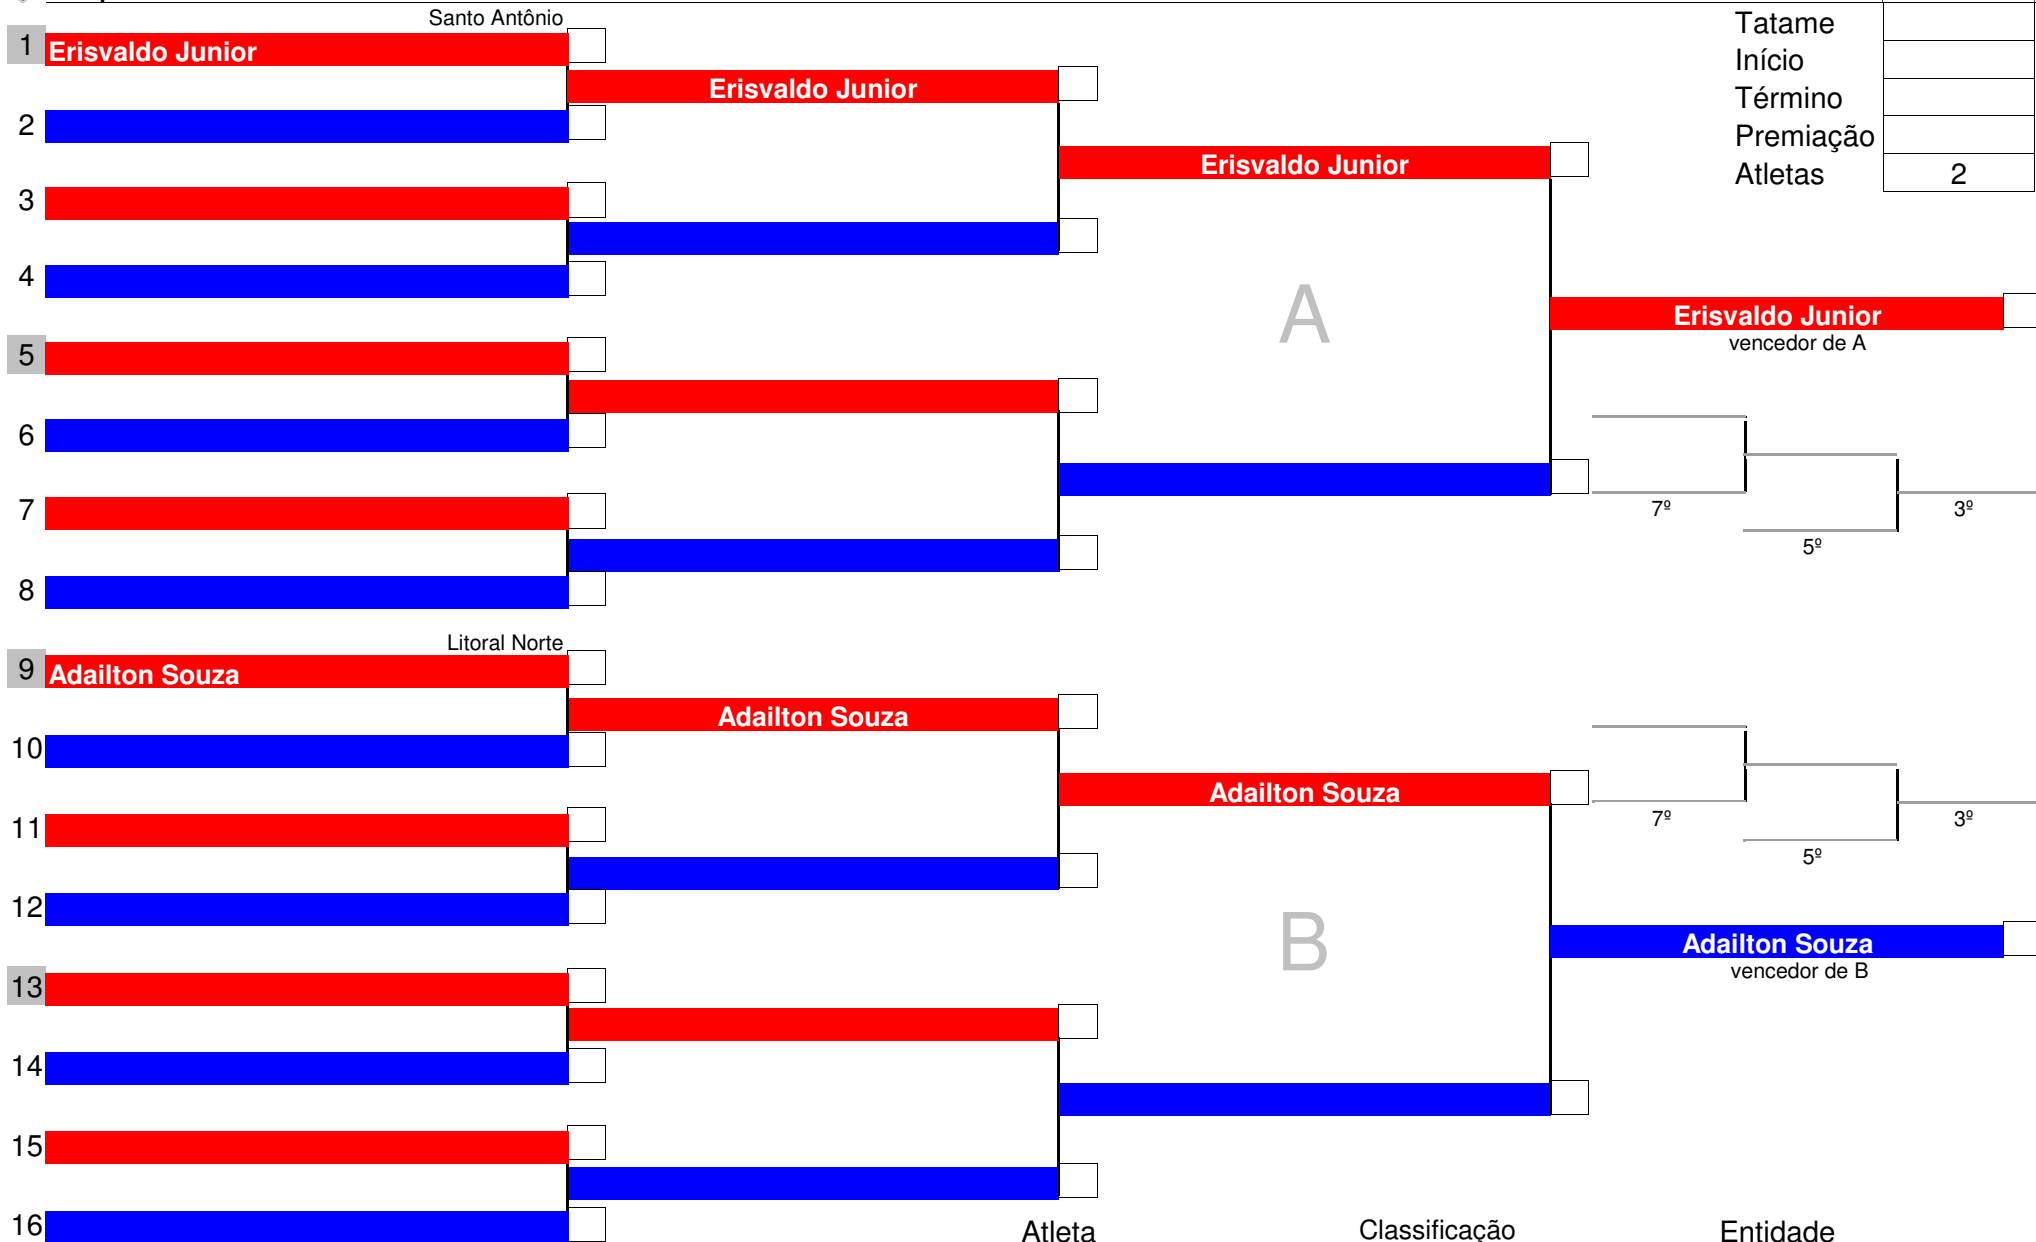 Santo Antônio
Tatame
1 Erisvaldo Junior
Início
Erisvaldo Junior
Término
2
Premiação
Erisvaldo Junior
Atletas 2
3
4
A
Erisvaldo Junior
vencedor de A
5
6
7
7º
3º
5º
8
Litoral Norte
9 Adailton Souza
Adailton Souza
10
Adailton Souza
11
7º
3º
5º
12
B
Adailton Souza
vencedor de B
13
14
15
16
Atleta Classificação Entidade